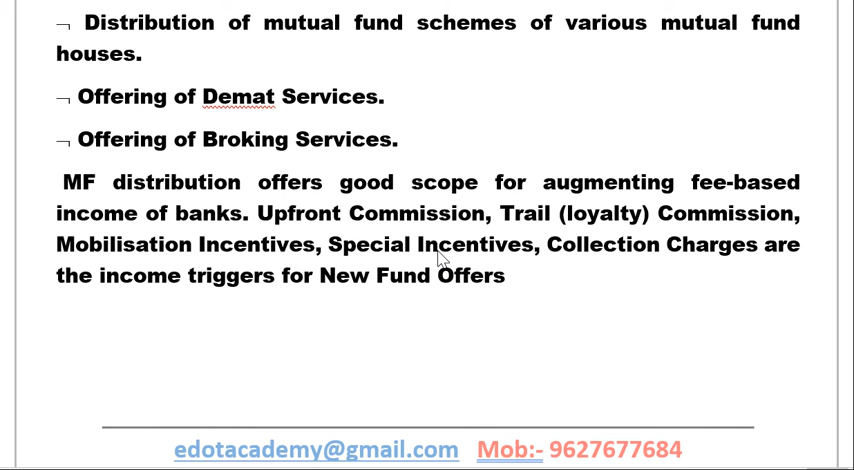 ¬ Distribution of mutual fund schemes of various mutual fund
houses.
¬ Offering of Demat Services.
¬ Offering of Broking Services.
MF distribution offers good scope for augmenting fee-based
income of banks. Upfront Commission, Trail (loyalty) Commission,
Mobilisation Incentives, Special Incentives, Collection Charges are
the income triggers for New Fund Offers
edotacademy@gmail.com Mob:- 9627677684